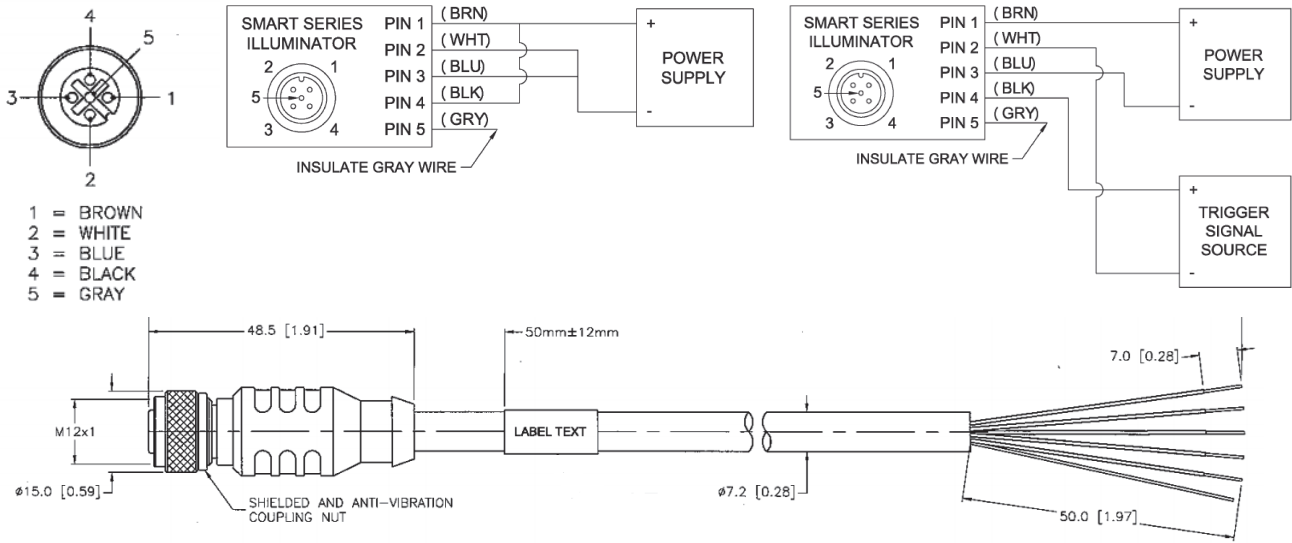 4
5
3
1
2
1 = BROWN
2 = WHITE
3 = BLUE
4 = BLACK
5 = GRAY
SMART SERIES
ILLUMINATOR
2 1
5
3 4
PIN 1 (BRN)
PIN 2 (WHT)
PIN 3 (BLU)
PIN 4 (BLK)
PIN 5 (GRY)
INSULATE GRAY WIRE
+
POWER
SUPPLY
-
SMART SERIES
ILLUMINATOR
2 1
5
3 4
PIN 1 (BRN)
PIN 2 (WHT)
PIN 3 (BLU)
PIN 4 (BLK)
PIN 5 (GRY)
INSULATE GRAY WIRE
+
POWER
SUPPLY
-
+
TRIGGER
SIGNAL
SOURCE
-
48.5 [1.91]
50mm±12mm
7.0 [0.28]
M12x1
LABEL TEXT
ø15.0 [0.59]
SHIELDED AND ANTI-VIBRATION
COUPLING NUT
ø7.2 [0.28]
50.0 [1.97]